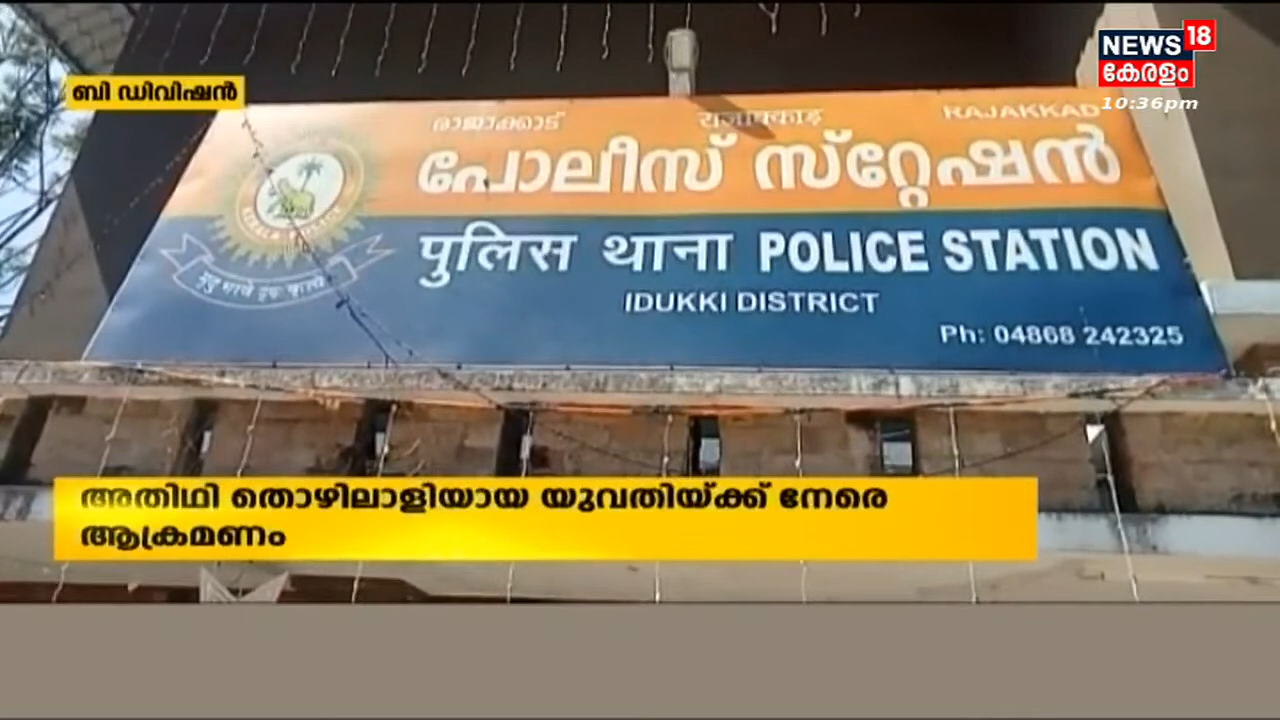 NEWS 18
കേരളം
10:36pm
ബി ഡിവിഷൻ
രാജാക്കാട് राजाक्काड़ RAJAKKAD
പോലീസ് സ്റ്റേഷൻ
पुलिस थाना POLICE STATION
IDUKKI DISTRICT
Ph: 04868 242325
അതിഥി തൊഴിലാളിയായ യുവതിയ്ക്ക് നേരെ
ആക്രമണം